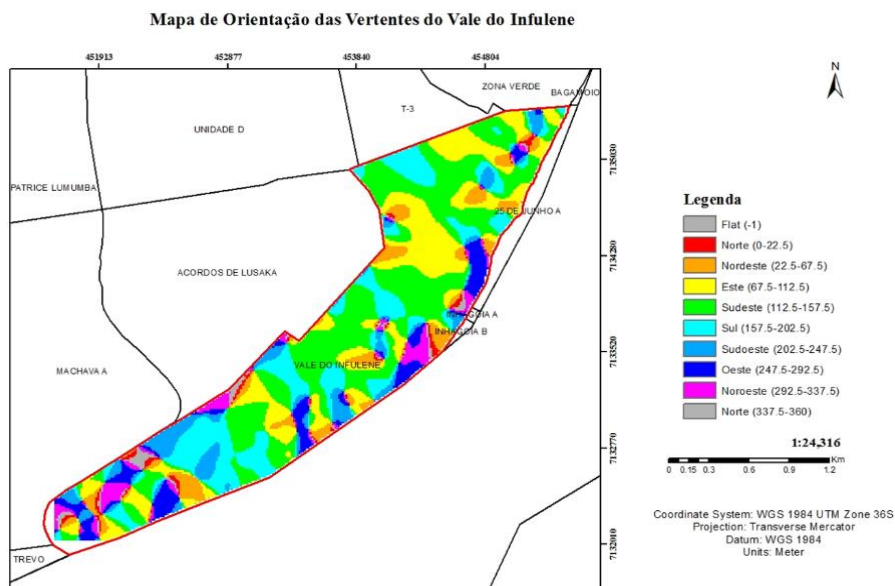 Mapa de Orientação das Vertentes do Vale do Infulene
451913 452877 453840 454804
N
ZONA VERDE
BAGAMOIO
T-3
UNIDADE D
7135030
PATRICE LUMUMBA
25 DE JUNHO A
7134280
ACORDOS DE LUSAKA
INHAGOIA A
INHAGOIA B
7133520
VALE DO INFULENE
MACHAVA A
7132770
7132010
TREVO
Legenda
Flat (-1)
Norte (0-22.5)
Nordeste (22.5-67.5)
Este (67.5-112.5)
Sudeste (112.5-157.5)
Sul (157.5-202.5)
Sudoeste (202.5-247.5)
Oeste (247.5-292.5)
Noroeste (292.5-337.5)
Norte (337.5-360)
1:24,316
Km
0 0.15 0.3 0.6 0.9 1.2
Coordinate System: WGS 1984 UTM Zone 36S
Projection: Transverse Mercator
Datum: WGS 1984
Units: Meter